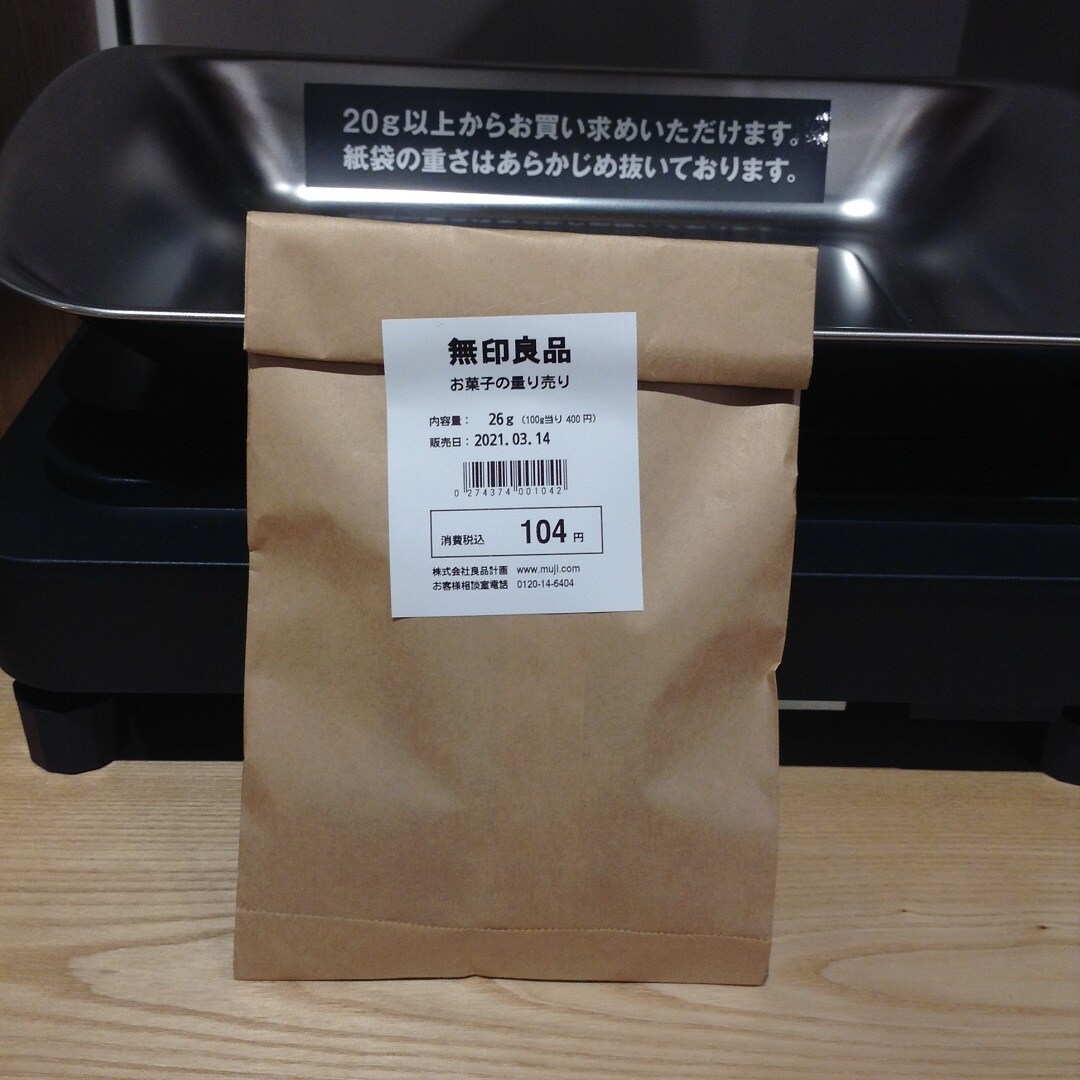 20g以上からお買い求めいただけます。
紙袋の重さはあらかじめ抜いております。
無印良品
お菓子の量り売り
内容量： 26g （100g当り 400円）
販売日：2021.03.14
0 274374 001042
消費税込 104 円
株式会社良品計画 www.muji.com
お客様相談室電話 0120-14-6404